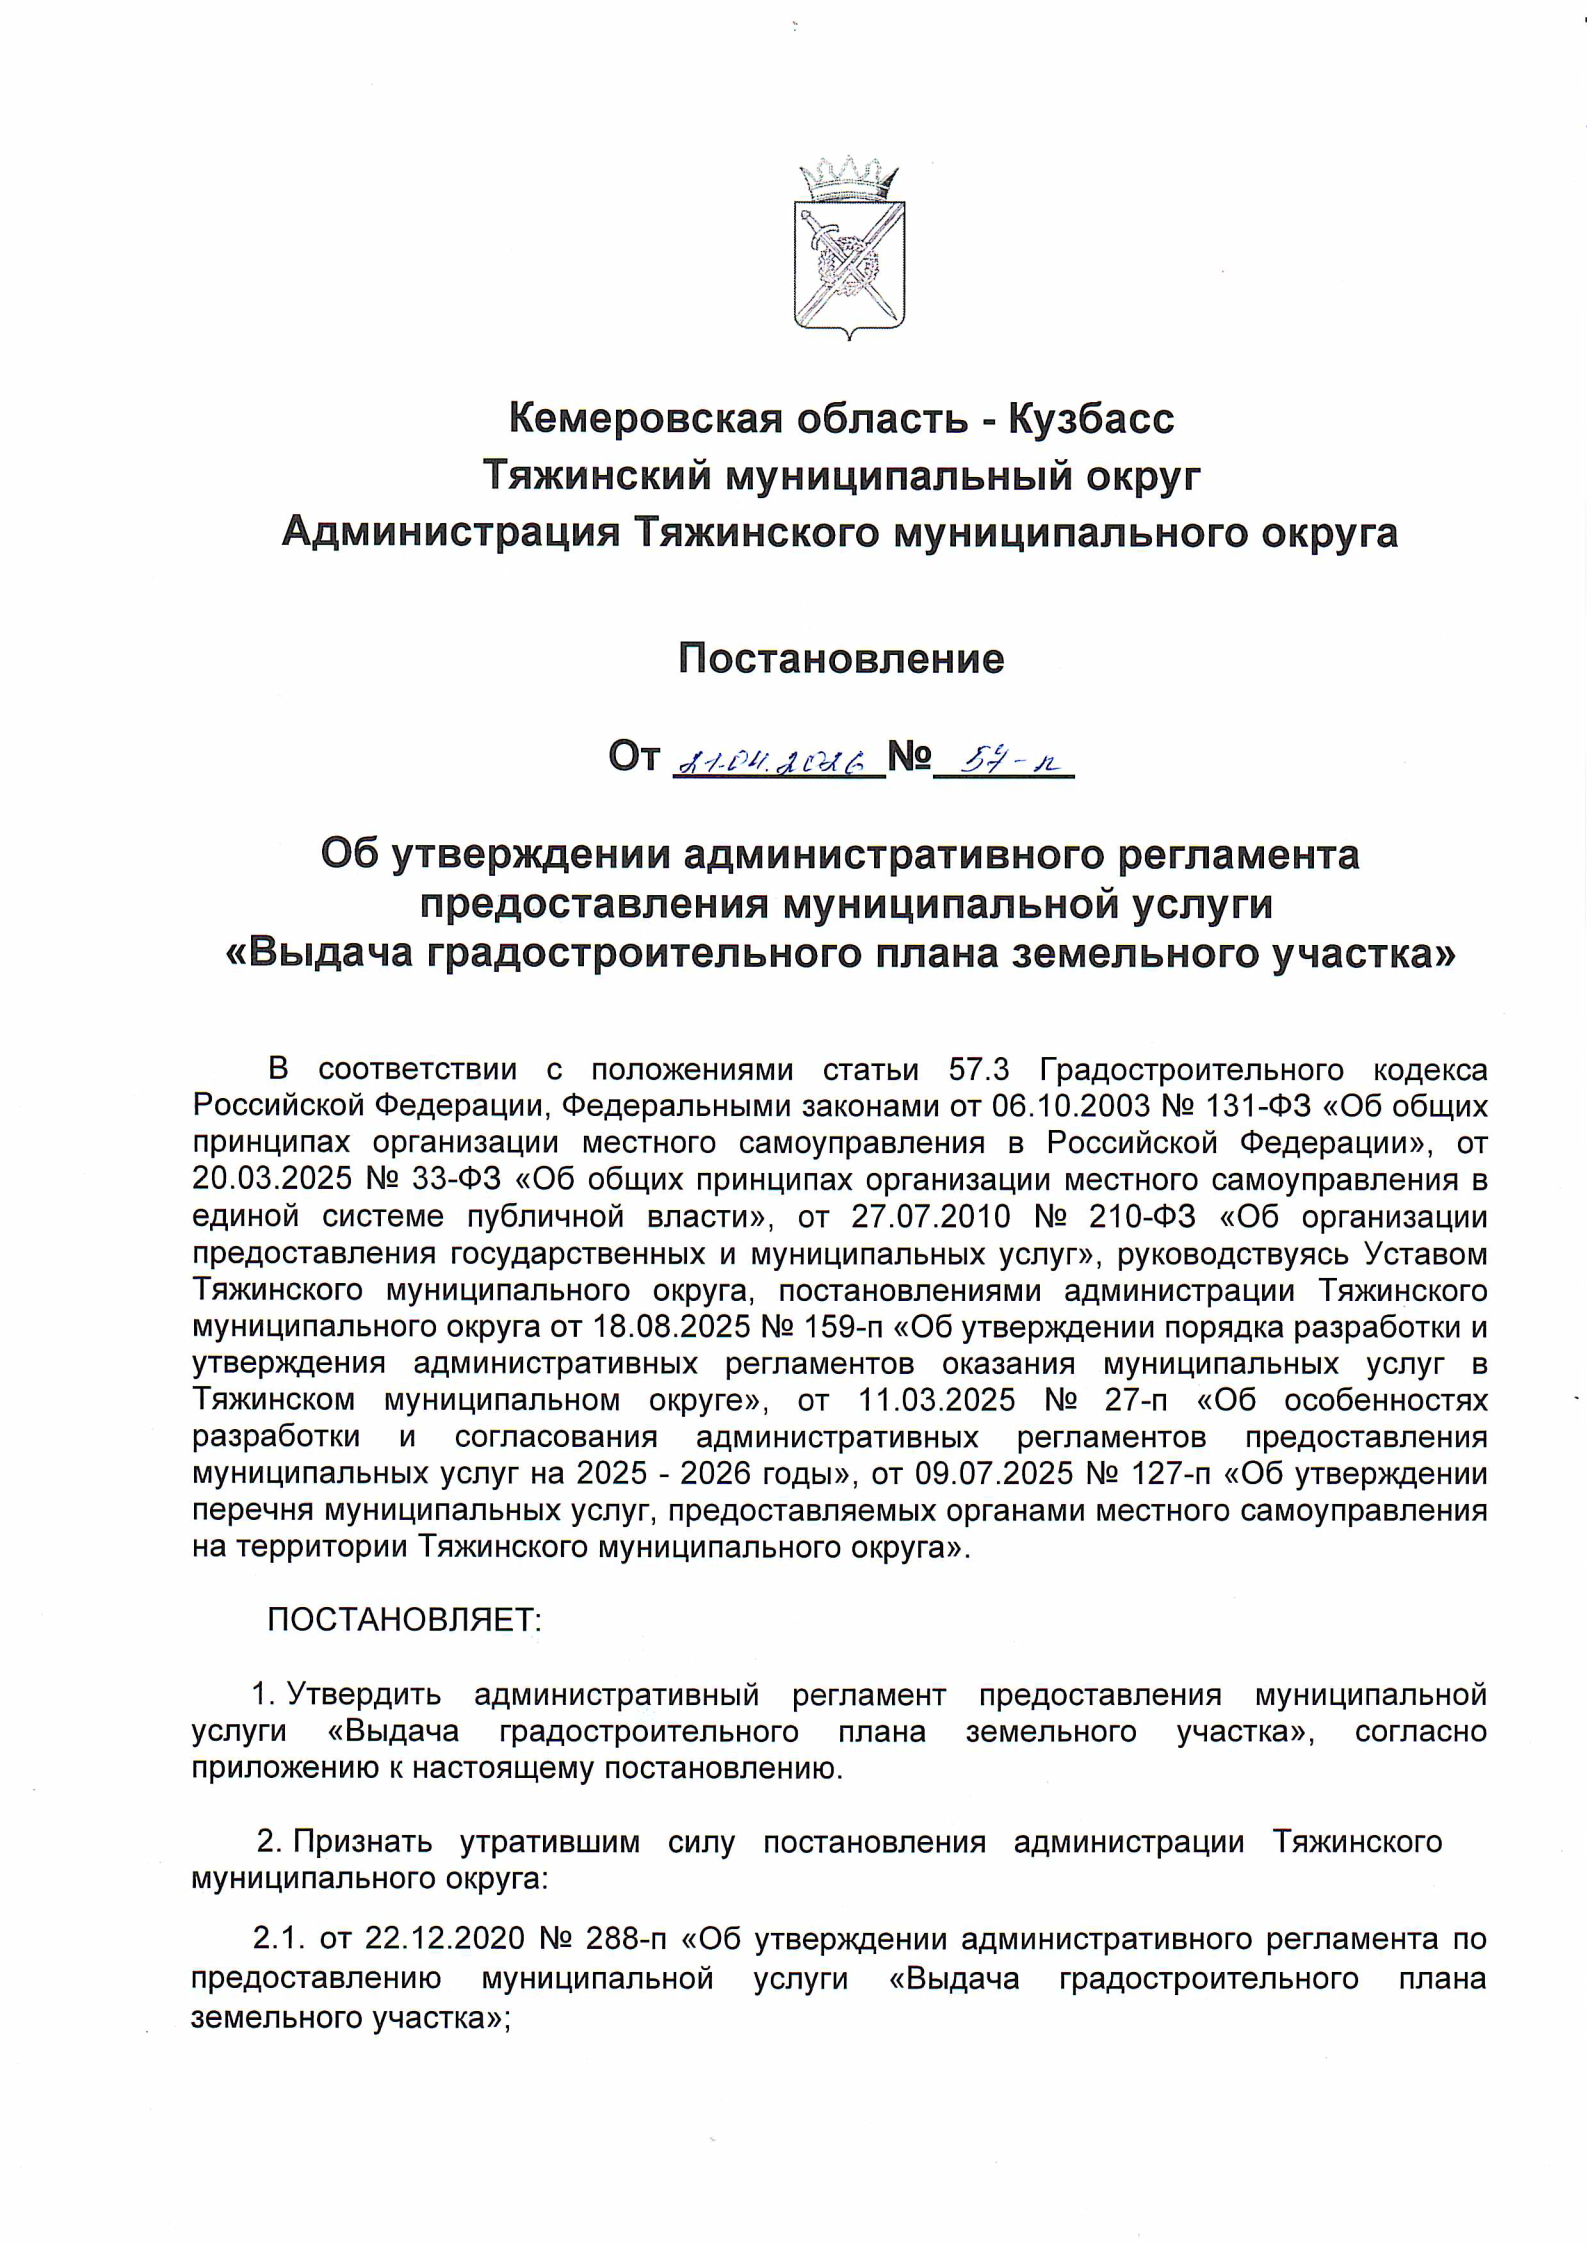 Кемеровская область - Кузбасс
Тяжинский муниципальный округ
Администрация Тяжинского муниципального округа
Постановление
От 21.04.2026 № 57-п
Об утверждении административного регламента
предоставления муниципальной услуги
«Выдача градостроительного плана земельного участка»
В соответствии с положениями статьи 57.3 Градостроительного кодекса
Российской Федерации, Федеральными законами от 06.10.2003 № 131-ФЗ «Об общих
принципах организации местного самоуправления в Российской Федерации», от
20.03.2025 № 33-ФЗ «Об общих принципах организации местного самоуправления в
единой системе публичной власти», от 27.07.2010 № 210-ФЗ «Об организации
предоставления государственных и муниципальных услуг», руководствуясь Уставом
Тяжинского муниципального округа, постановлениями администрации Тяжинского
муниципального округа от 18.08.2025 № 159-п «Об утверждении порядка разработки и
утверждения административных регламентов оказания муниципальных услуг в
Тяжинском муниципальном округе», от 11.03.2025 № 27-п «Об особенностях
разработки и согласования административных регламентов предоставления
муниципальных услуг на 2025 - 2026 годы», от 09.07.2025 № 127-п «Об утверждении
перечня муниципальных услуг, предоставляемых органами местного самоуправления
на территории Тяжинского муниципального округа».
ПОСТАНОВЛЯЕТ:
1. Утвердить административный регламент предоставления муниципальной
услуги «Выдача градостроительного плана земельного участка», согласно
приложению к настоящему постановлению.
2. Признать утратившим силу постановления администрации Тяжинского
муниципального округа:
2.1. от 22.12.2020 № 288-п «Об утверждении административного регламента по
предоставлению муниципальной услуги «Выдача градостроительного плана
земельного участка»;